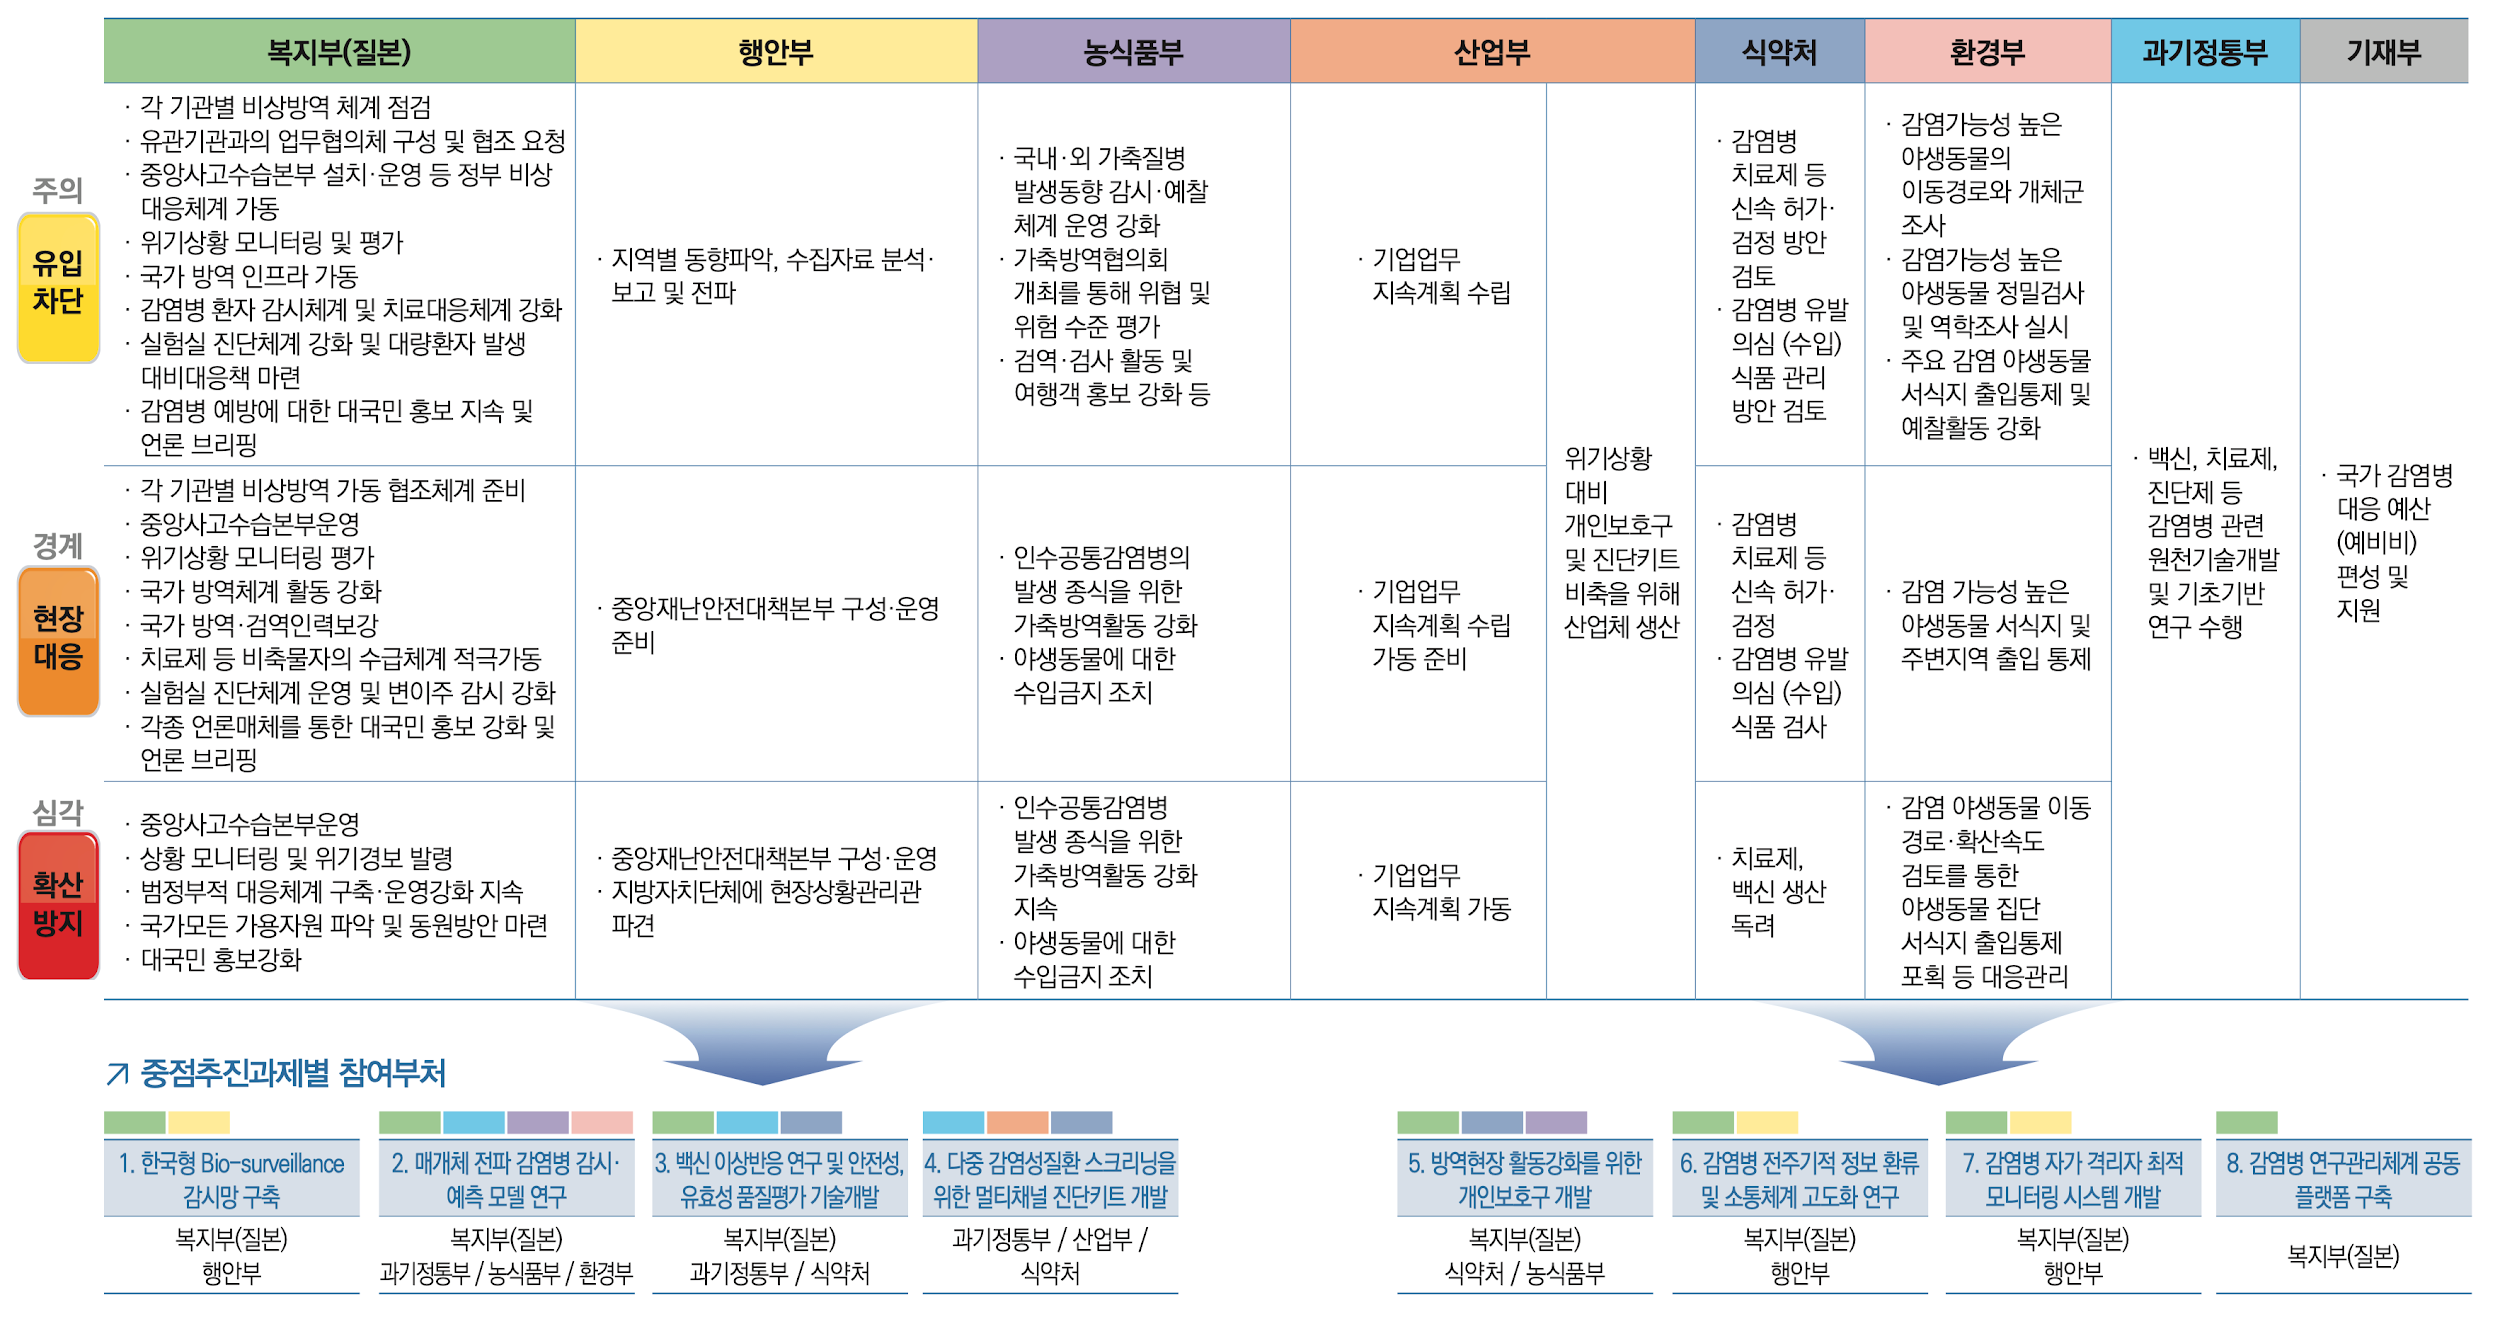 복지부(질본)
행안부
농식품부
산업부
식약처
환경부
과기정통부
기재부
주의
유입
차단
· 각 기관별 비상방역 체계 점검
· 유관기관과의 업무협의체 구성 및 협조 요청
· 중앙사고수습본부 설치·운영 등 정부 비상
대응체계 가동
· 위기상황 모니터링 및 평가
· 국가 방역 인프라 가동
· 감염병 환자 감시체계 및 치료대응체계 강화
· 실험실 진단체계 강화 및 대량환자 발생
대비대응책 마련
· 감염병 예방에 대한 대국민 홍보 지속 및
언론 브리핑
· 지역별 동향파악, 수집자료 분석·
보고 및 전파
· 국내·외 가축질병
발생동향 감시·예찰
체계 운영 강화
· 가축방역협의회
개최를 통해 위협 및
위험 수준 평가
· 검역·검사 활동 및
여행객 홍보 강화 등
· 기업업무
지속계획 수립
위기상황
대비
개인보호구
및 진단키트
비축을 위해
산업체 생산
· 감염병
치료제 등
신속 허가·
검정 방안
검토
· 감염병 유발
의심 (수입)
식품 관리
방안 검토
· 감염가능성 높은
야생동물의
이동경로와 개체군
조사
· 감염가능성 높은
야생동물 정밀검사
및 역학조사 실시
· 주요 감염 야생동물
서식지 출입통제 및
예찰활동 강화
· 백신, 치료제,
진단제 등
감염병 관련
원천기술개발
및 기초기반
연구 수행
· 국가 감염병
대응 예산
(예비비)
편성 및
지원
경계
현장
대응
· 각 기관별 비상방역 가동 협조체계 준비
· 중앙사고수습본부운영
· 위기상황 모니터링 평가
· 국가 방역체계 활동 강화
· 국가 방역·검역인력보강
· 치료제 등 비축물자의 수급체계 적극가동
· 실험실 진단체계 운영 및 변이주 감시 강화
· 각종 언론매체를 통한 대국민 홍보 강화 및
언론 브리핑
· 중앙재난안전대책본부 구성·운영
준비
· 인수공통감염병의
발생 종식을 위한
가축방역활동 강화
· 야생동물에 대한
수입금지 조치
· 기업업무
지속계획 수립
가동 준비
· 감염병
치료제 등
신속 허가·
검정
· 감염병 유발
의심 (수입)
식품 검사
· 감염 가능성 높은
야생동물 서식지 및
주변지역 출입 통제
심각
확산
방지
· 중앙사고수습본부운영
· 상황 모니터링 및 위기경보 발령
· 범정부적 대응체계 구축·운영강화 지속
· 국가모든 가용자원 파악 및 동원방안 마련
· 대국민 홍보강화
· 중앙재난안전대책본부 구성·운영
· 지방자치단체에 현장상황관리관
파견
· 인수공통감염병
발생 종식을 위한
가축방역활동 강화
지속
· 야생동물에 대한
수입금지 조치
· 기업업무
지속계획 가동
· 치료제,
백신 생산
독려
· 감염 야생동물 이동
경로·확산속도
검토를 통한
야생동물 집단
서식지 출입통제
포획 등 대응관리
중점추진과제별 참여부처
1. 한국형 Bio-surveillance
감시망 구축
복지부(질본)
행안부
2. 매개체 전파 감염병 감시·
예측 모델 연구
복지부(질본)
과기정통부 / 농식품부 / 환경부
3. 백신 이상반응 연구 및 안전성,
유효성 품질평가 기술개발
복지부(질본)
과기정통부 / 식약처
4. 다중 감염성질환 스크리닝을
위한 멀티채널 진단키트 개발
과기정통부 / 산업부 /
식약처
5. 방역현장 활동강화를 위한
개인보호구 개발
복지부(질본)
식약처 / 농식품부
6. 감염병 전주기적 정보 환류
및 소통체계 고도화 연구
복지부(질본)
행안부
7. 감염병 자가 격리자 최적
모니터링 시스템 개발
복지부(질본)
행안부
8. 감염병 연구관리체계 공동
플랫폼 구축
복지부(질본)